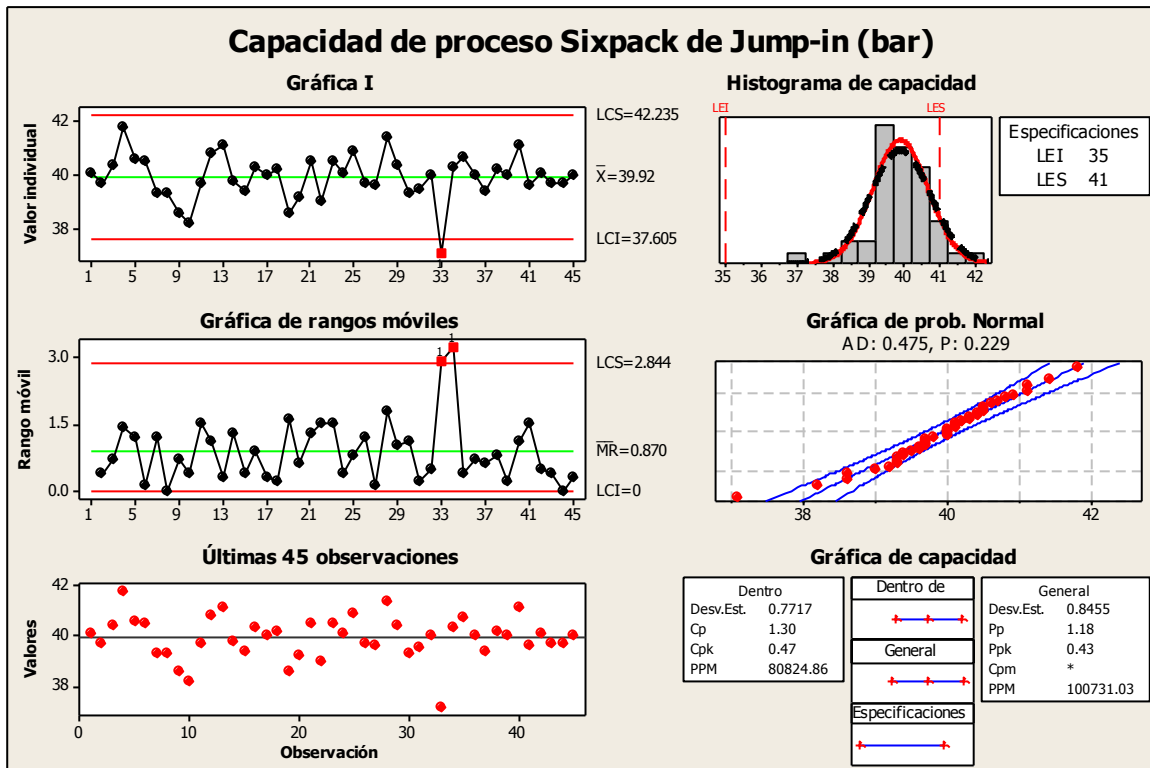 Capacidad de proceso Sixpack de Jump-in (bar)
Gráfica I
Valor individual
42
40
38
1 5 9 13 17 21 25 29 33 37 41 45
LCS=42.235
X=39.92
LCI=37.605
1
Gráfica de rangos móviles
Rango móvil
3.0
1.5
0.0
1 5 9 13 17 21 25 29 33 37 41 45
1
1
LCS=2.844
MR=0.870
LCI=0
Últimas 45 observaciones
Valores
42
40
38
0 10 20 30 40
Observación
Histograma de capacidad
LEI
LES
35 36 37 38 39 40 41 42
Especificaciones
LEI 35
LES 41
Gráfica de prob. Normal
AD: 0.475, P: 0.229
38 40 42
Gráfica de capacidad
Dentro
Desv.Est. 0.7717
Cp 1.30
Cpk 0.47
PPM 80824.86
Dentro de
General
Especificaciones
General
Desv.Est. 0.8455
Pp 1.18
Ppk 0.43
Cpm *
PPM 100731.03